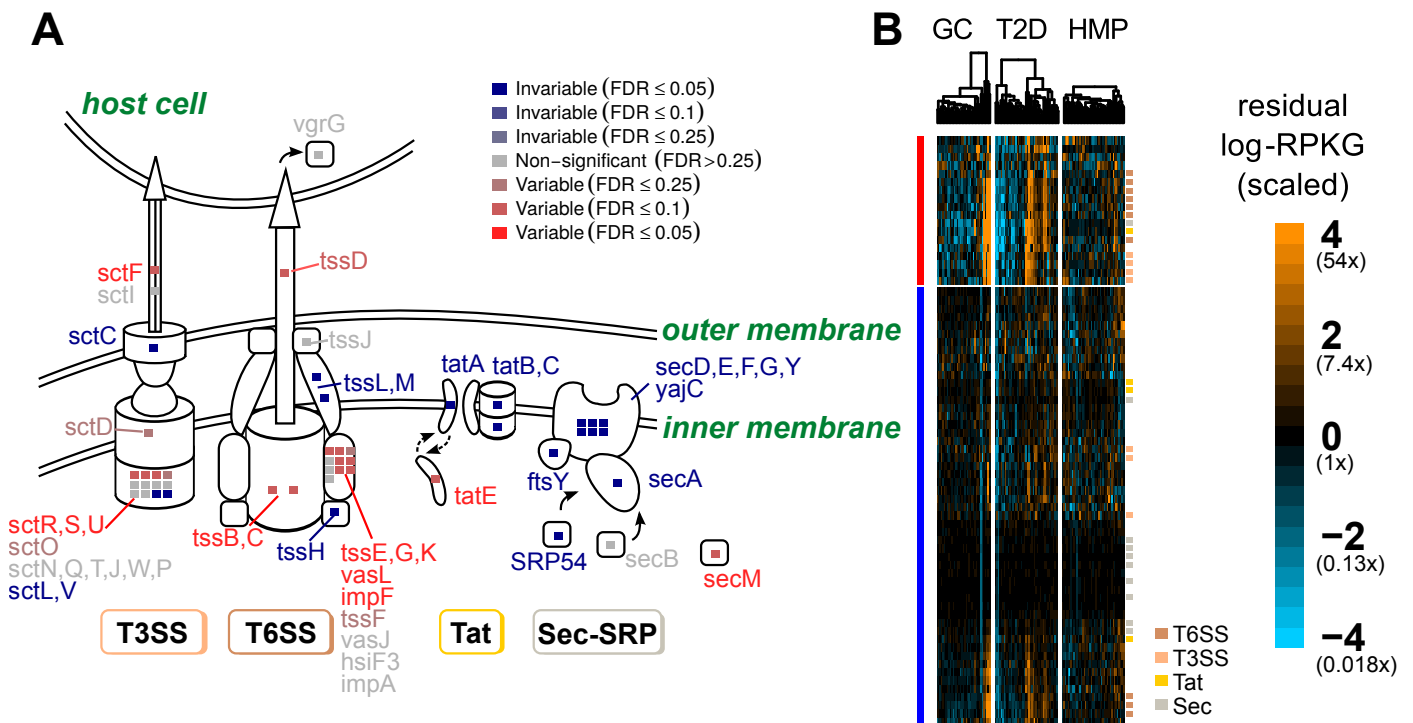 A
host cell
vgrG
Invariable (FDR ≤ 0.05)
Invariable (FDR ≤ 0.1)
Invariable (FDR ≤ 0.25)
Non−significant (FDR>0.25)
Variable (FDR ≤ 0.25)
Variable (FDR ≤ 0.1)
Variable (FDR ≤ 0.05)
sctF
sctI
tssD
sctC
tssJ
outer membrane
tssL,M
tatA
tatB,C
secD,E,F,G,Y
yajC
sctD
inner membrane
ftsY
secA
tatE
sctR,S,U
sctO
sctN,Q,T,J,W,P
sctL,V
tssB,C
tssH
tssE,G,K
vasL
impF
tssF
vasJ
hsiF3
impA
SRP54
secB
secM
T3SS
T6SS
Tat
Sec-SRP
B
GC
T2D
HMP
residual
log-RPKG
(scaled)
4
(54x)
2
(7.4x)
0
(1x)
−2
(0.13x)
−4
(0.018x)
T6SS
T3SS
Tat
Sec